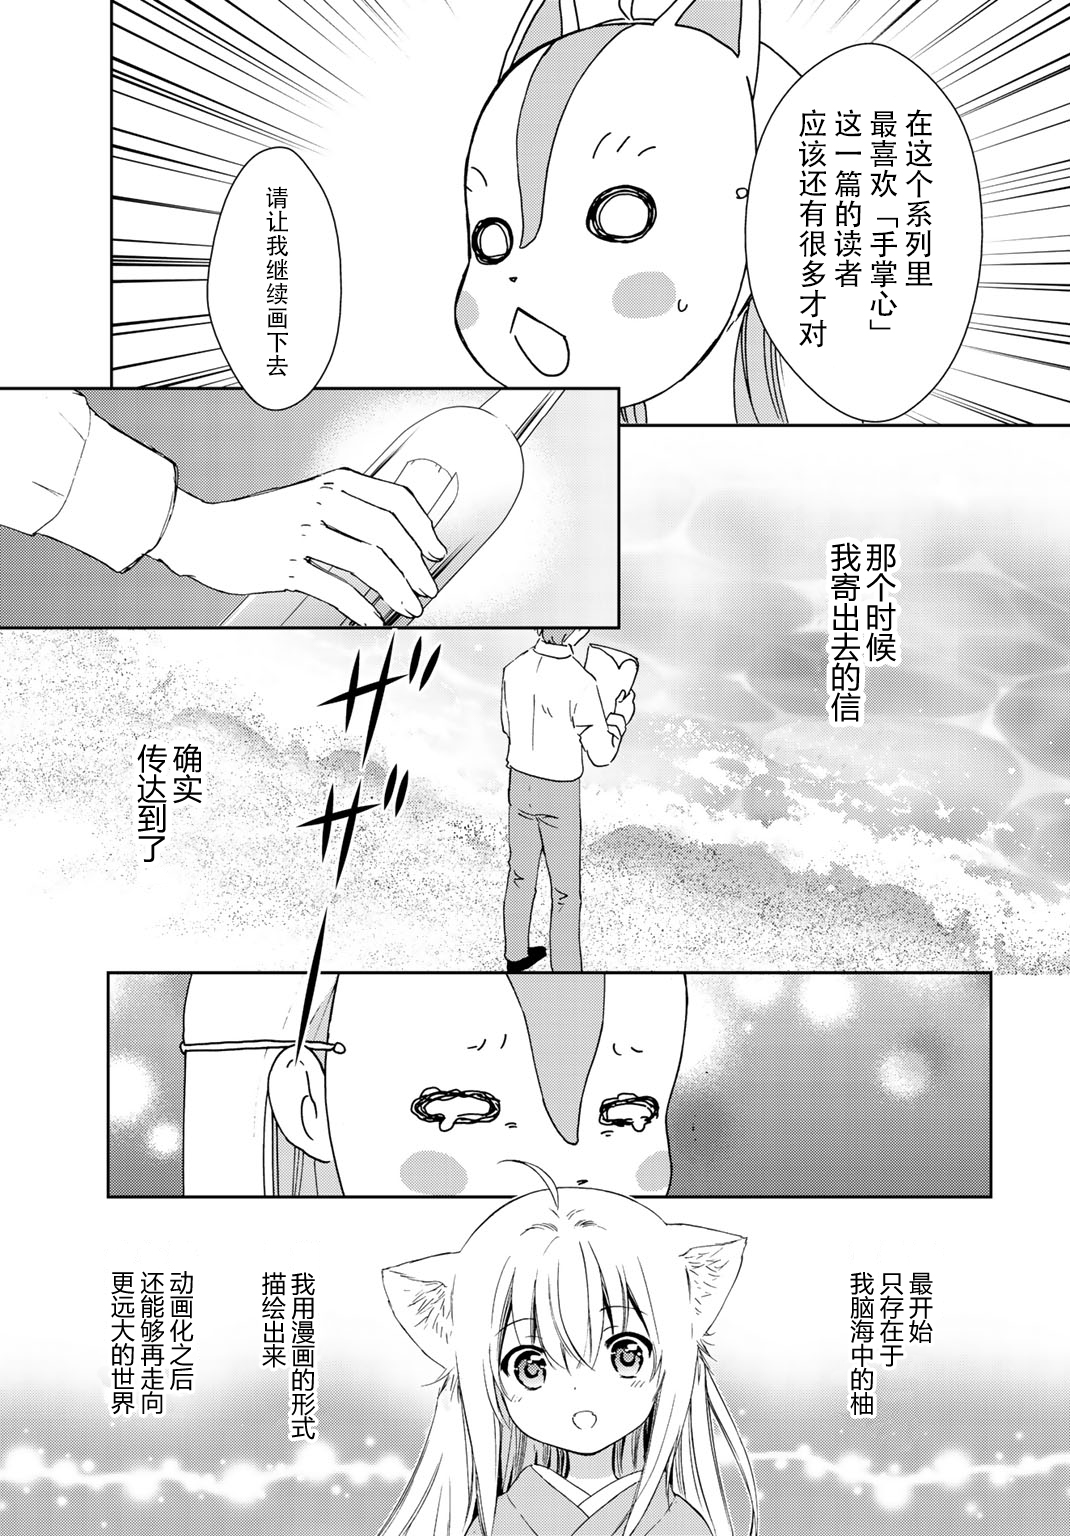 在这个系列里
最喜欢「手掌心」
这一篇的读者
应该还有很多才对
请让我继续画下去
那个时候
我寄出去的信
ザザザザ
确实
传达到了
最开始
只存在于
我脑海中的柚
我用漫画的形式
描绘出来
动画化之后
还能够再走向
更远大的世界